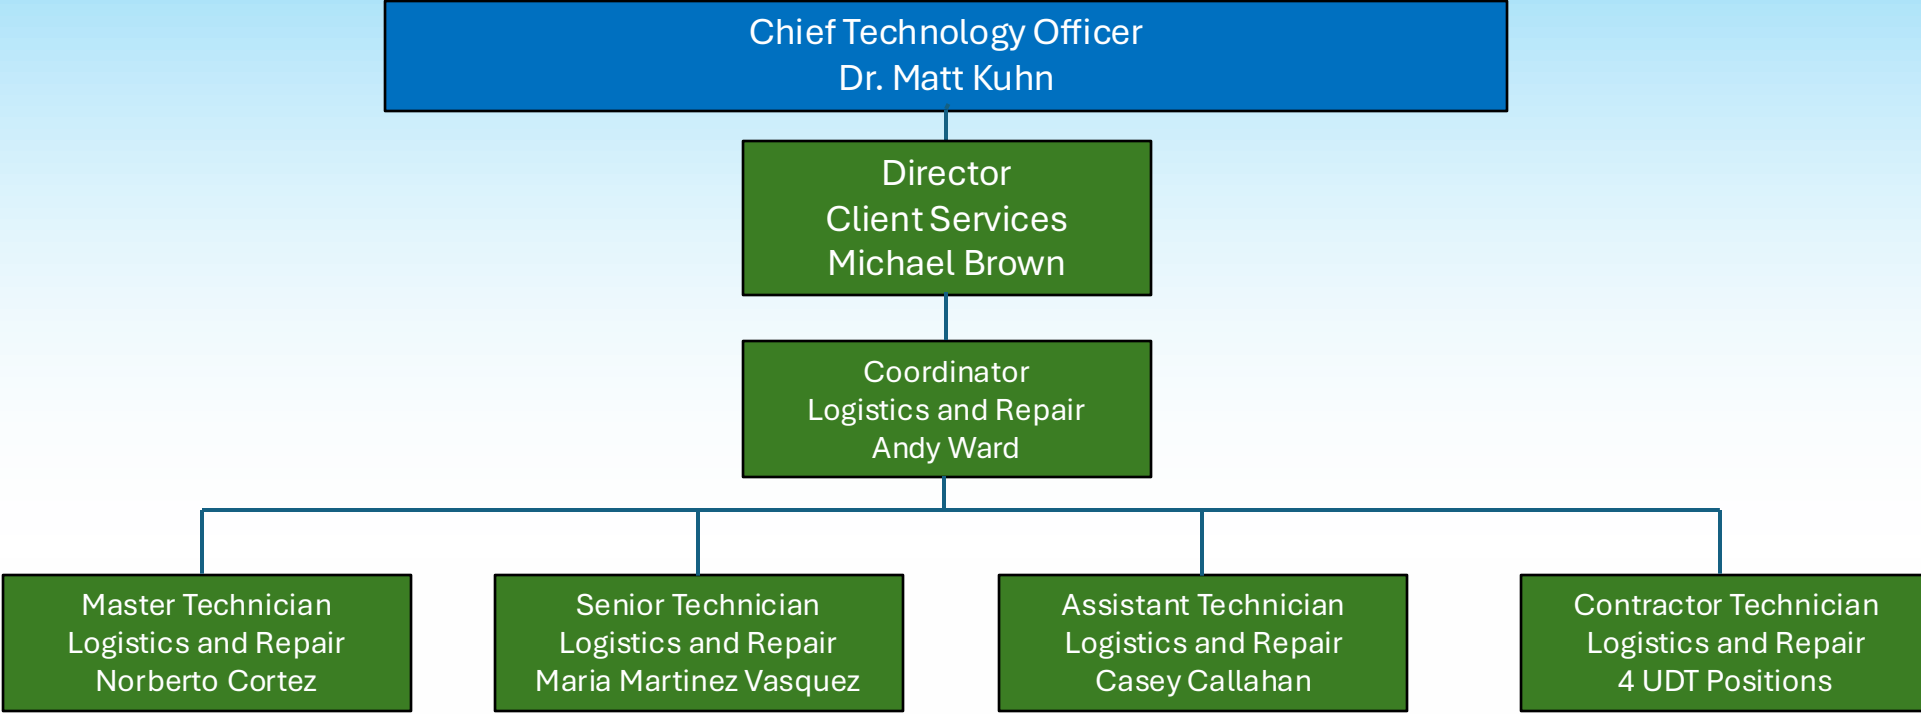 Chief Technology Officer
Dr. Matt Kuhn
Director
Client Services
Michael Brown
Coordinator
Logistics and Repair
Andy Ward
Master Technician
Logistics and Repair
Norberto Cortez
Senior Technician
Logistics and Repair
Maria Martinez Vasquez
Assistant Technician
Logistics and Repair
Casey Callahan
Contractor Technician
Logistics and Repair
4 UDT Positions